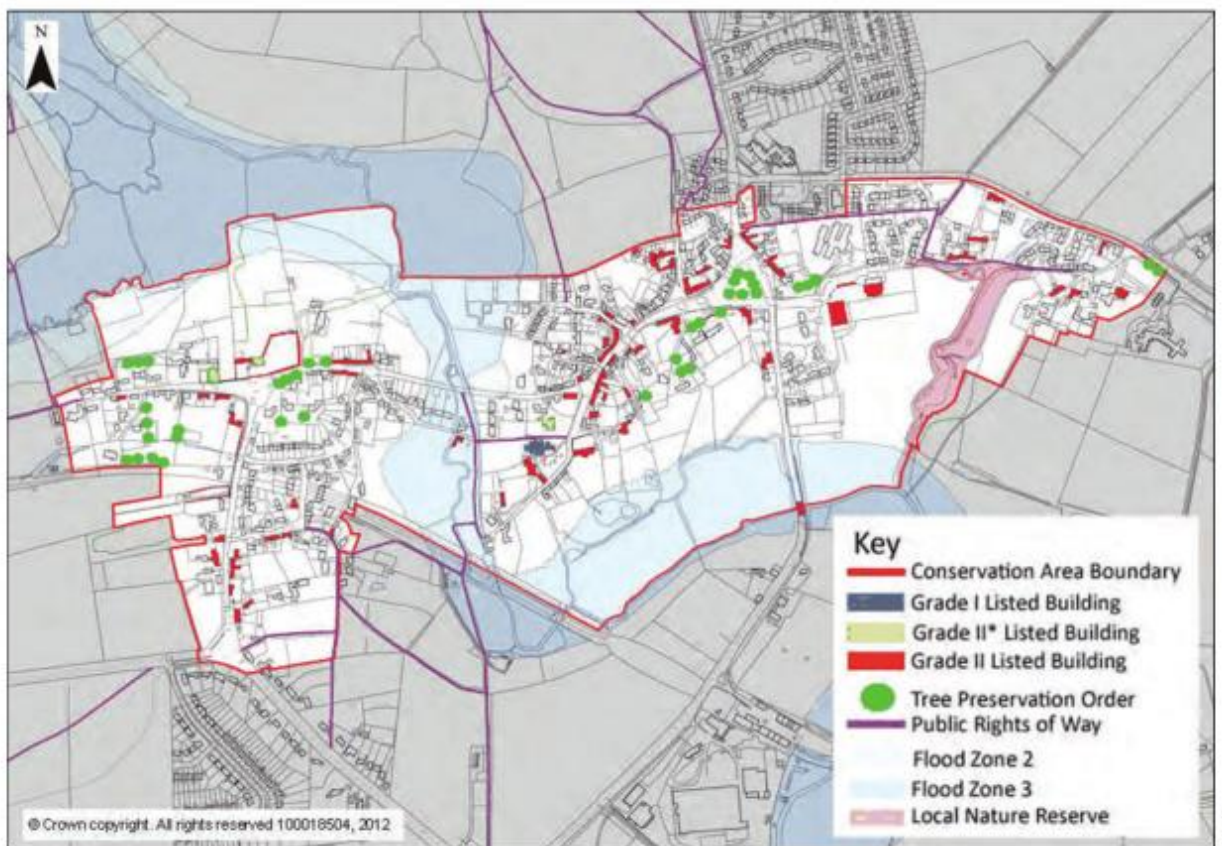 N
Key
Conservation Area Boundary
Grade I Listed Building
Grade II* Listed Building
Grade II Listed Building
Tree Preservation Order
Public Rights of Way
Flood Zone 2
Flood Zone 3
Local Nature Reserve
© Crown copyright. All rights reserved 100018504, 2012